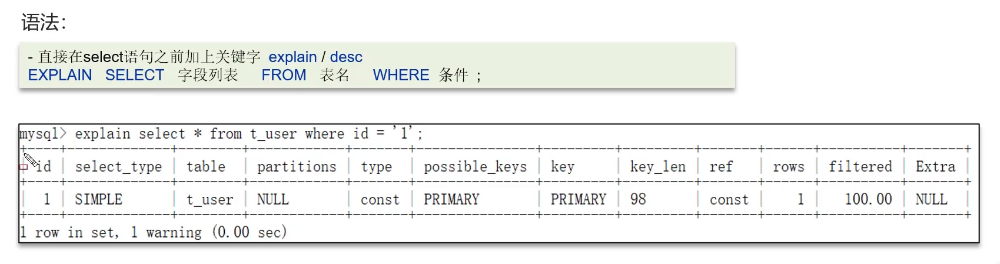 语法：
- 直接在select语句之前加上关键字 explain / desc
EXPLAIN SELECT 字段列表 FROM 表名 WHERE 条件 ;
mysql> explain select * from t_user where id = '1';
| id | select_type | table | partitions | type | possible_keys | key | key_len | ref | rows | filtered | Extra |
| 1 | SIMPLE | t_user | NULL | const | PRIMARY | PRIMARY | 98 | const | 1 | 100.00 | NULL |
1 row in set, 1 warning (0.00 sec)